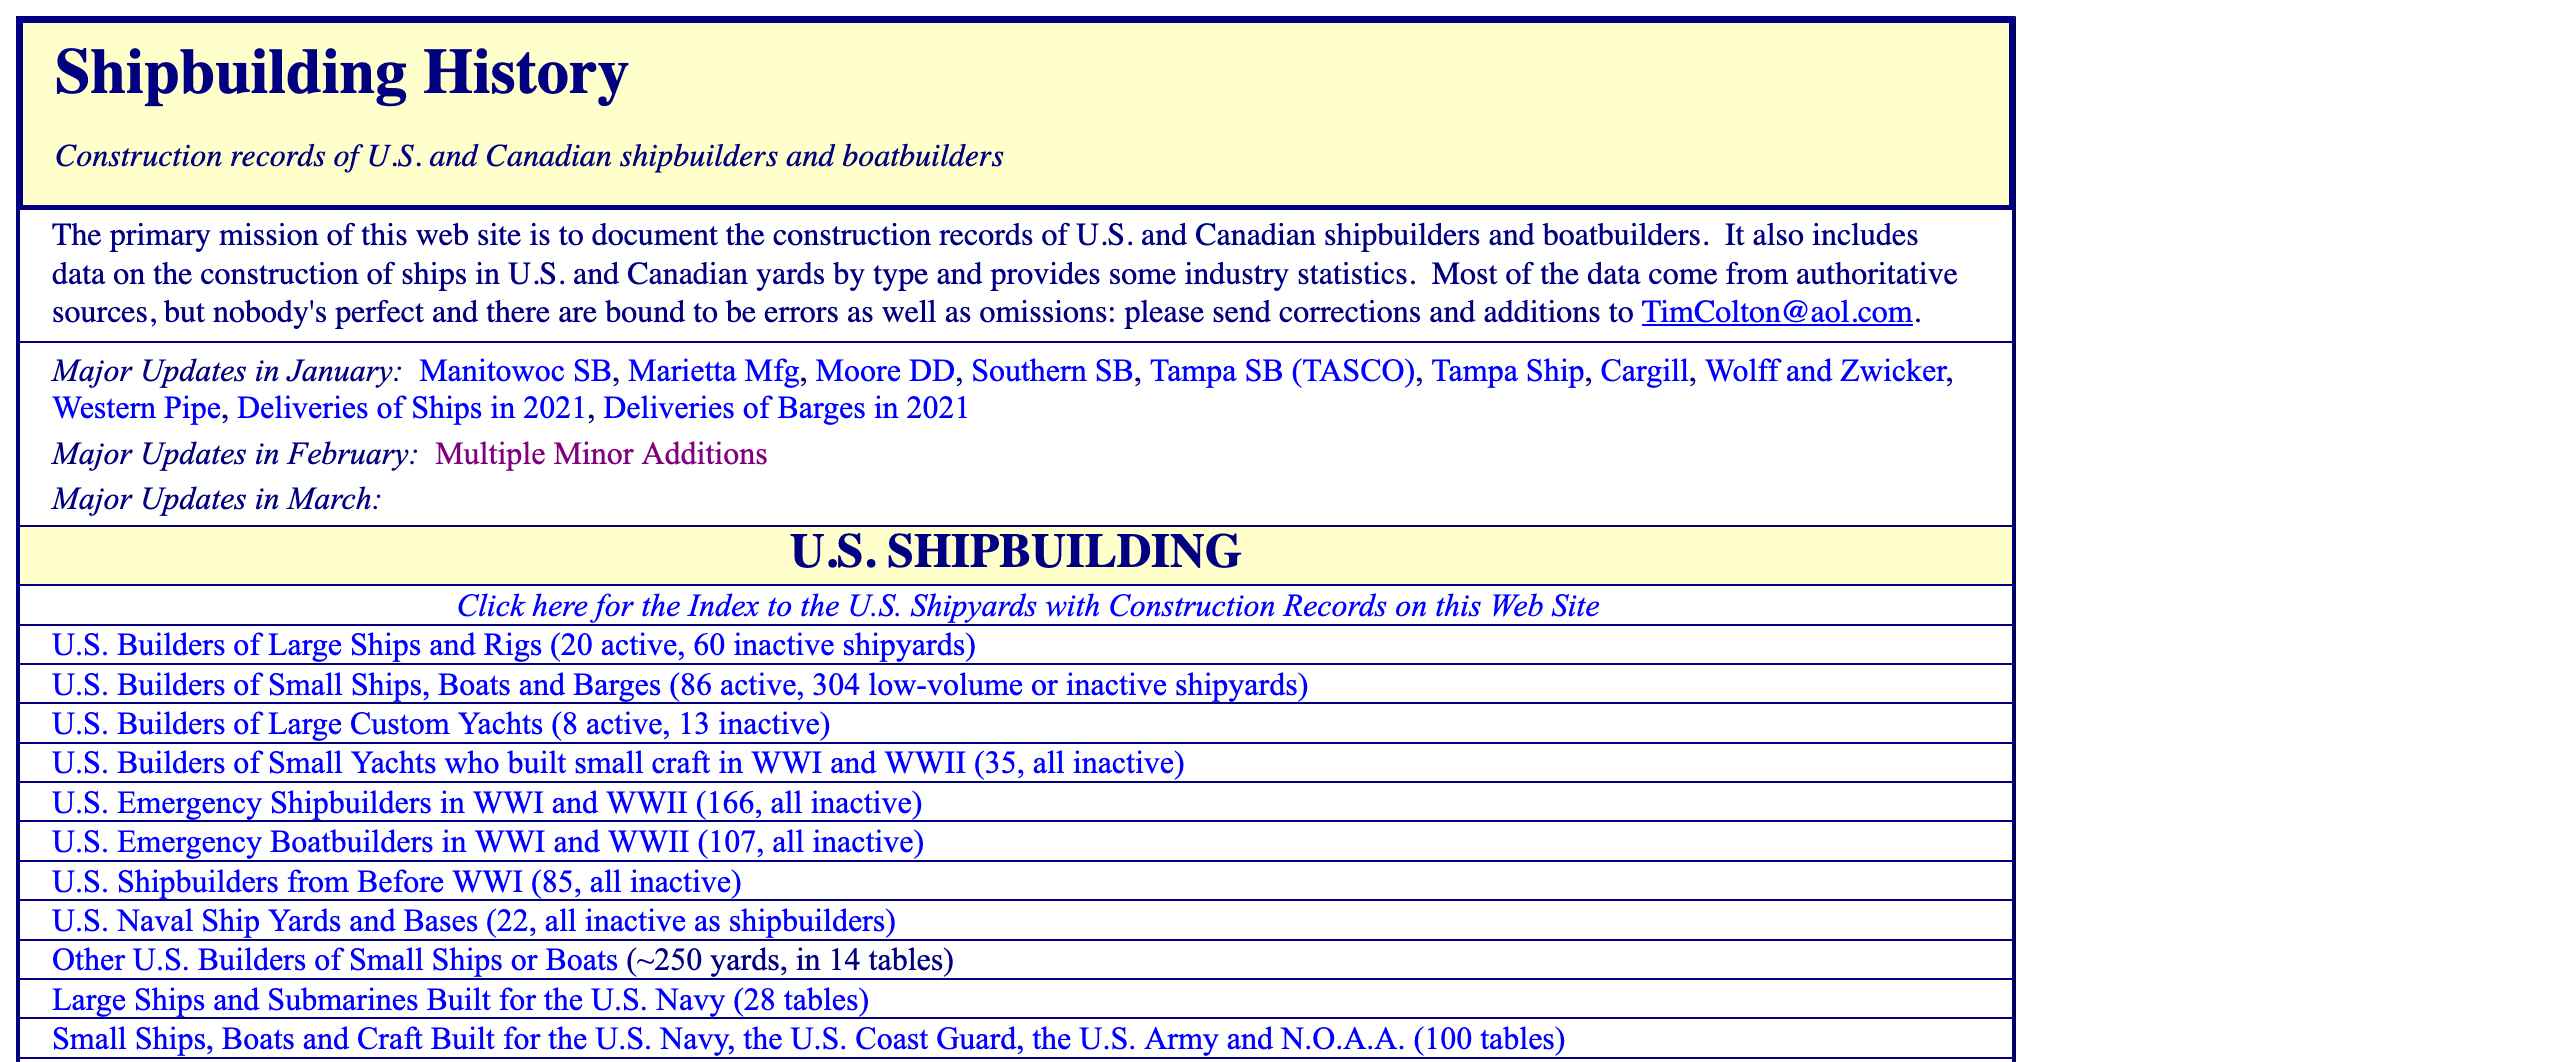 Shipbuilding History
Construction records of U.S. and Canadian shipbuilders and boatbuilders
The primary mission of this web site is to document the construction records of U.S. and Canadian shipbuilders and boatbuilders.  It also includes
data on the construction of ships in U.S. and Canadian yards by type and provides some industry statistics.  Most of the data come from authoritative
sources, but nobody's perfect and there are bound to be errors as well as omissions: please send corrections and additions to TimColton@aol.com.
Major Updates in January:  Manitowoc SB, Marietta Mfg, Moore DD, Southern SB, Tampa SB (TASCO), Tampa Ship, Cargill, Wolff and Zwicker,
Western Pipe, Deliveries of Ships in 2021, Deliveries of Barges in 2021
Major Updates in February:  Multiple Minor Additions
Major Updates in March:
U.S. SHIPBUILDING
Click here for the Index to the U.S. Shipyards with Construction Records on this Web Site
U.S. Builders of Large Ships and Rigs (20 active, 60 inactive shipyards)
U.S. Builders of Small Ships, Boats and Barges (86 active, 304 low-volume or inactive shipyards)
U.S. Builders of Large Custom Yachts (8 active, 13 inactive)
U.S. Builders of Small Yachts who built small craft in WWI and WWII (35, all inactive)
U.S. Emergency Shipbuilders in WWI and WWII (166, all inactive)
U.S. Emergency Boatbuilders in WWI and WWII (107, all inactive)
U.S. Shipbuilders from Before WWI (85, all inactive)
U.S. Naval Ship Yards and Bases (22, all inactive as shipbuilders)
Other U.S. Builders of Small Ships or Boats (~250 yards, in 14 tables)
Large Ships and Submarines Built for the U.S. Navy (28 tables)
Small Ships, Boats and Craft Built for the U.S. Navy, the U.S. Coast Guard, the U.S. Army and N.O.A.A. (100 tables)